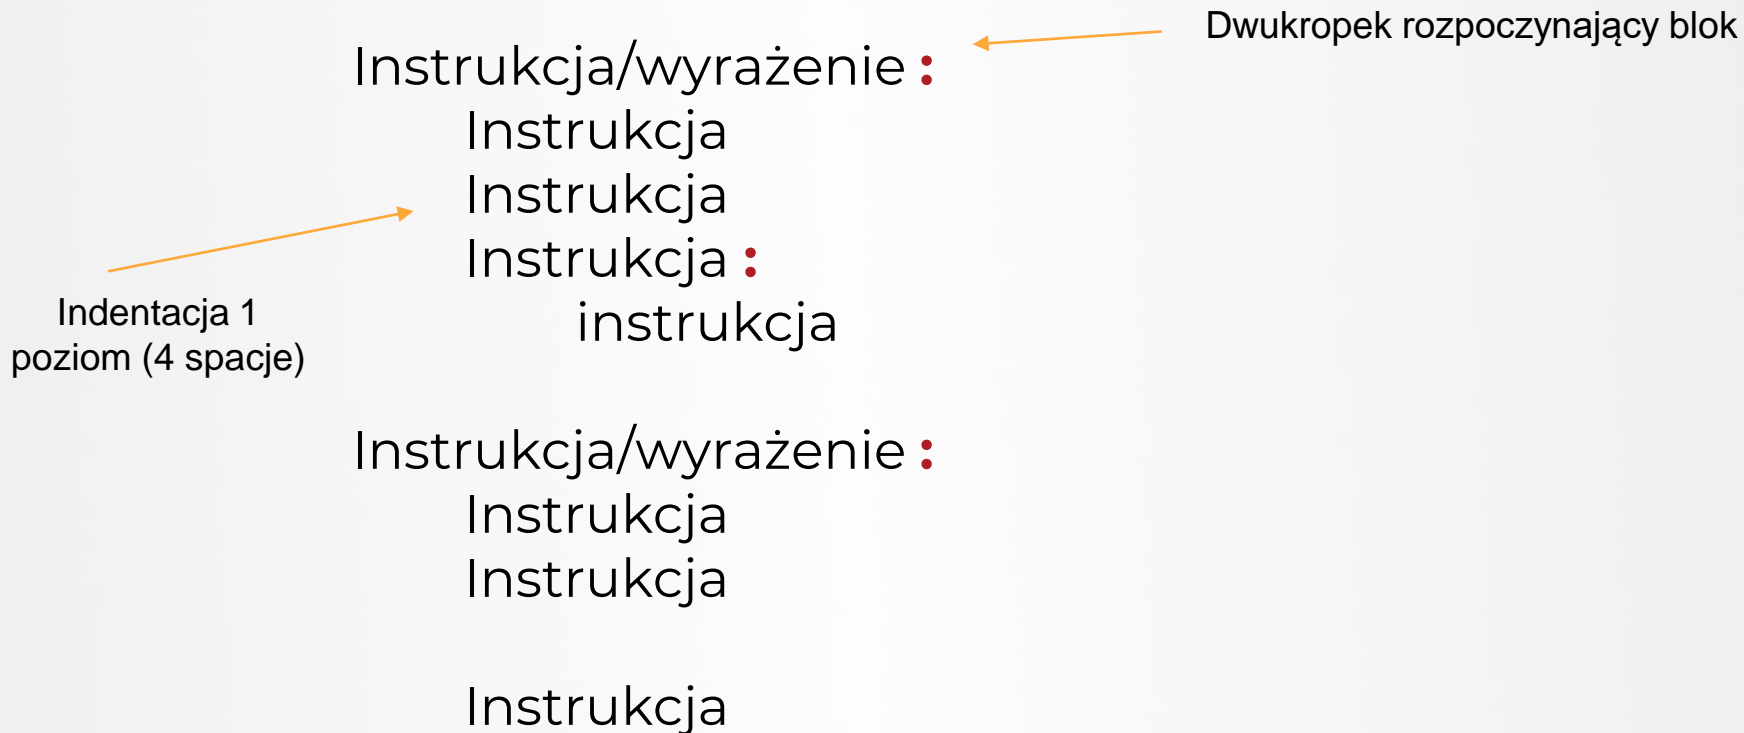 Dwukropek rozpoczynający blok
Instrukcja/wyrażenie :
Instrukcja
Instrukcja
Instrukcja :
instrukcja
Indentacja 1
poziom (4 spacje)
Instrukcja/wyrażenie :
Instrukcja
Instrukcja
Instrukcja